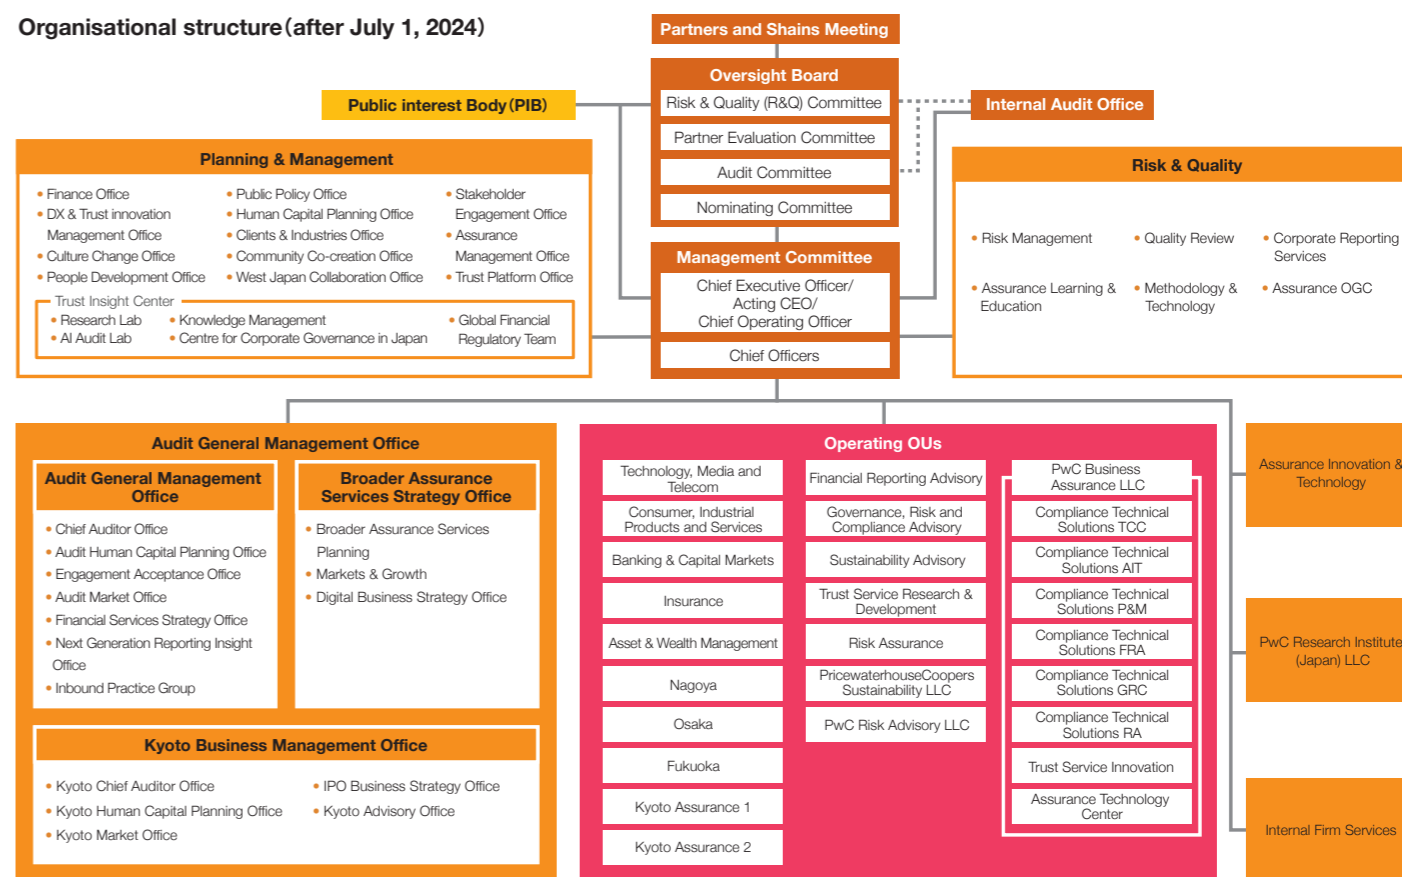 Organisational structure(after July 1, 2024)
Partners and Shains Meeting
Oversight Board
Risk & Quality (R&Q) Committee
Partner Evaluation Committee
Audit Committee
Nominating Committee
Public interest Body(PIB)
Internal Audit Office
Management Committee
Chief Executive Officer/
Acting CEO/
Chief Operating Officer
Chief Officers
Planning & Management
• Finance Office
• DX & Trust innovation
Management Office
• Culture Change Office
• People Development Office
• Public Policy Office
• Human Capital Planning Office
• Clients & Industries Office
• Community Co-creation Office
• West Japan Collaboration Office
• Stakeholder
Engagement Office
• Assurance
Management Office
• Trust Platform Office
Trust Insight Center
• Research Lab
• AI Audit Lab
• Knowledge Management
• Centre for Corporate Governance in Japan
• Global Financial
Regulatory Team
Risk & Quality
• Risk Management
• Quality Review
• Corporate Reporting
Services
• Assurance Learning &
Education
• Methodology &
Technology
• Assurance OGC
Audit General Management Office
Audit General Management
Office
• Chief Auditor Office
• Audit Human Capital Planning Office
• Engagement Acceptance Office
• Audit Market Office
• Financial Services Strategy Office
• Next Generation Reporting Insight
Office
• Inbound Practice Group
Broader Assurance
Services Strategy Office
• Broader Assurance Services
Planning
• Markets & Growth
• Digital Business Strategy Office
Kyoto Business Management Office
• Kyoto Chief Auditor Office
• Kyoto Human Capital Planning Office
• Kyoto Market Office
• IPO Business Strategy Office
• Kyoto Advisory Office
Operating OUs
Technology, Media and
Telecom
Consumer, Industrial
Products and Services
Banking & Capital Markets
Insurance
Asset & Wealth Management
Nagoya
Osaka
Fukuoka
Kyoto Assurance 1
Kyoto Assurance 2
Financial Reporting Advisory
Governance, Risk and
Compliance Advisory
Sustainability Advisory
Trust Service Research &
Development
Risk Assurance
PricewaterhouseCoopers
Sustainability LLC
PwC Risk Advisory LLC
PwC Business
Assurance LLC
Compliance Technical
Solutions TCC
Compliance Technical
Solutions AIT
Compliance Technical
Solutions P&M
Compliance Technical
Solutions FRA
Compliance Technical
Solutions GRC
Compliance Technical
Solutions RA
Trust Service Innovation
Assurance Technology
Center
Assurance Innovation &
Technology
PwC Research Institute
(Japan) LLC
Internal Firm Services